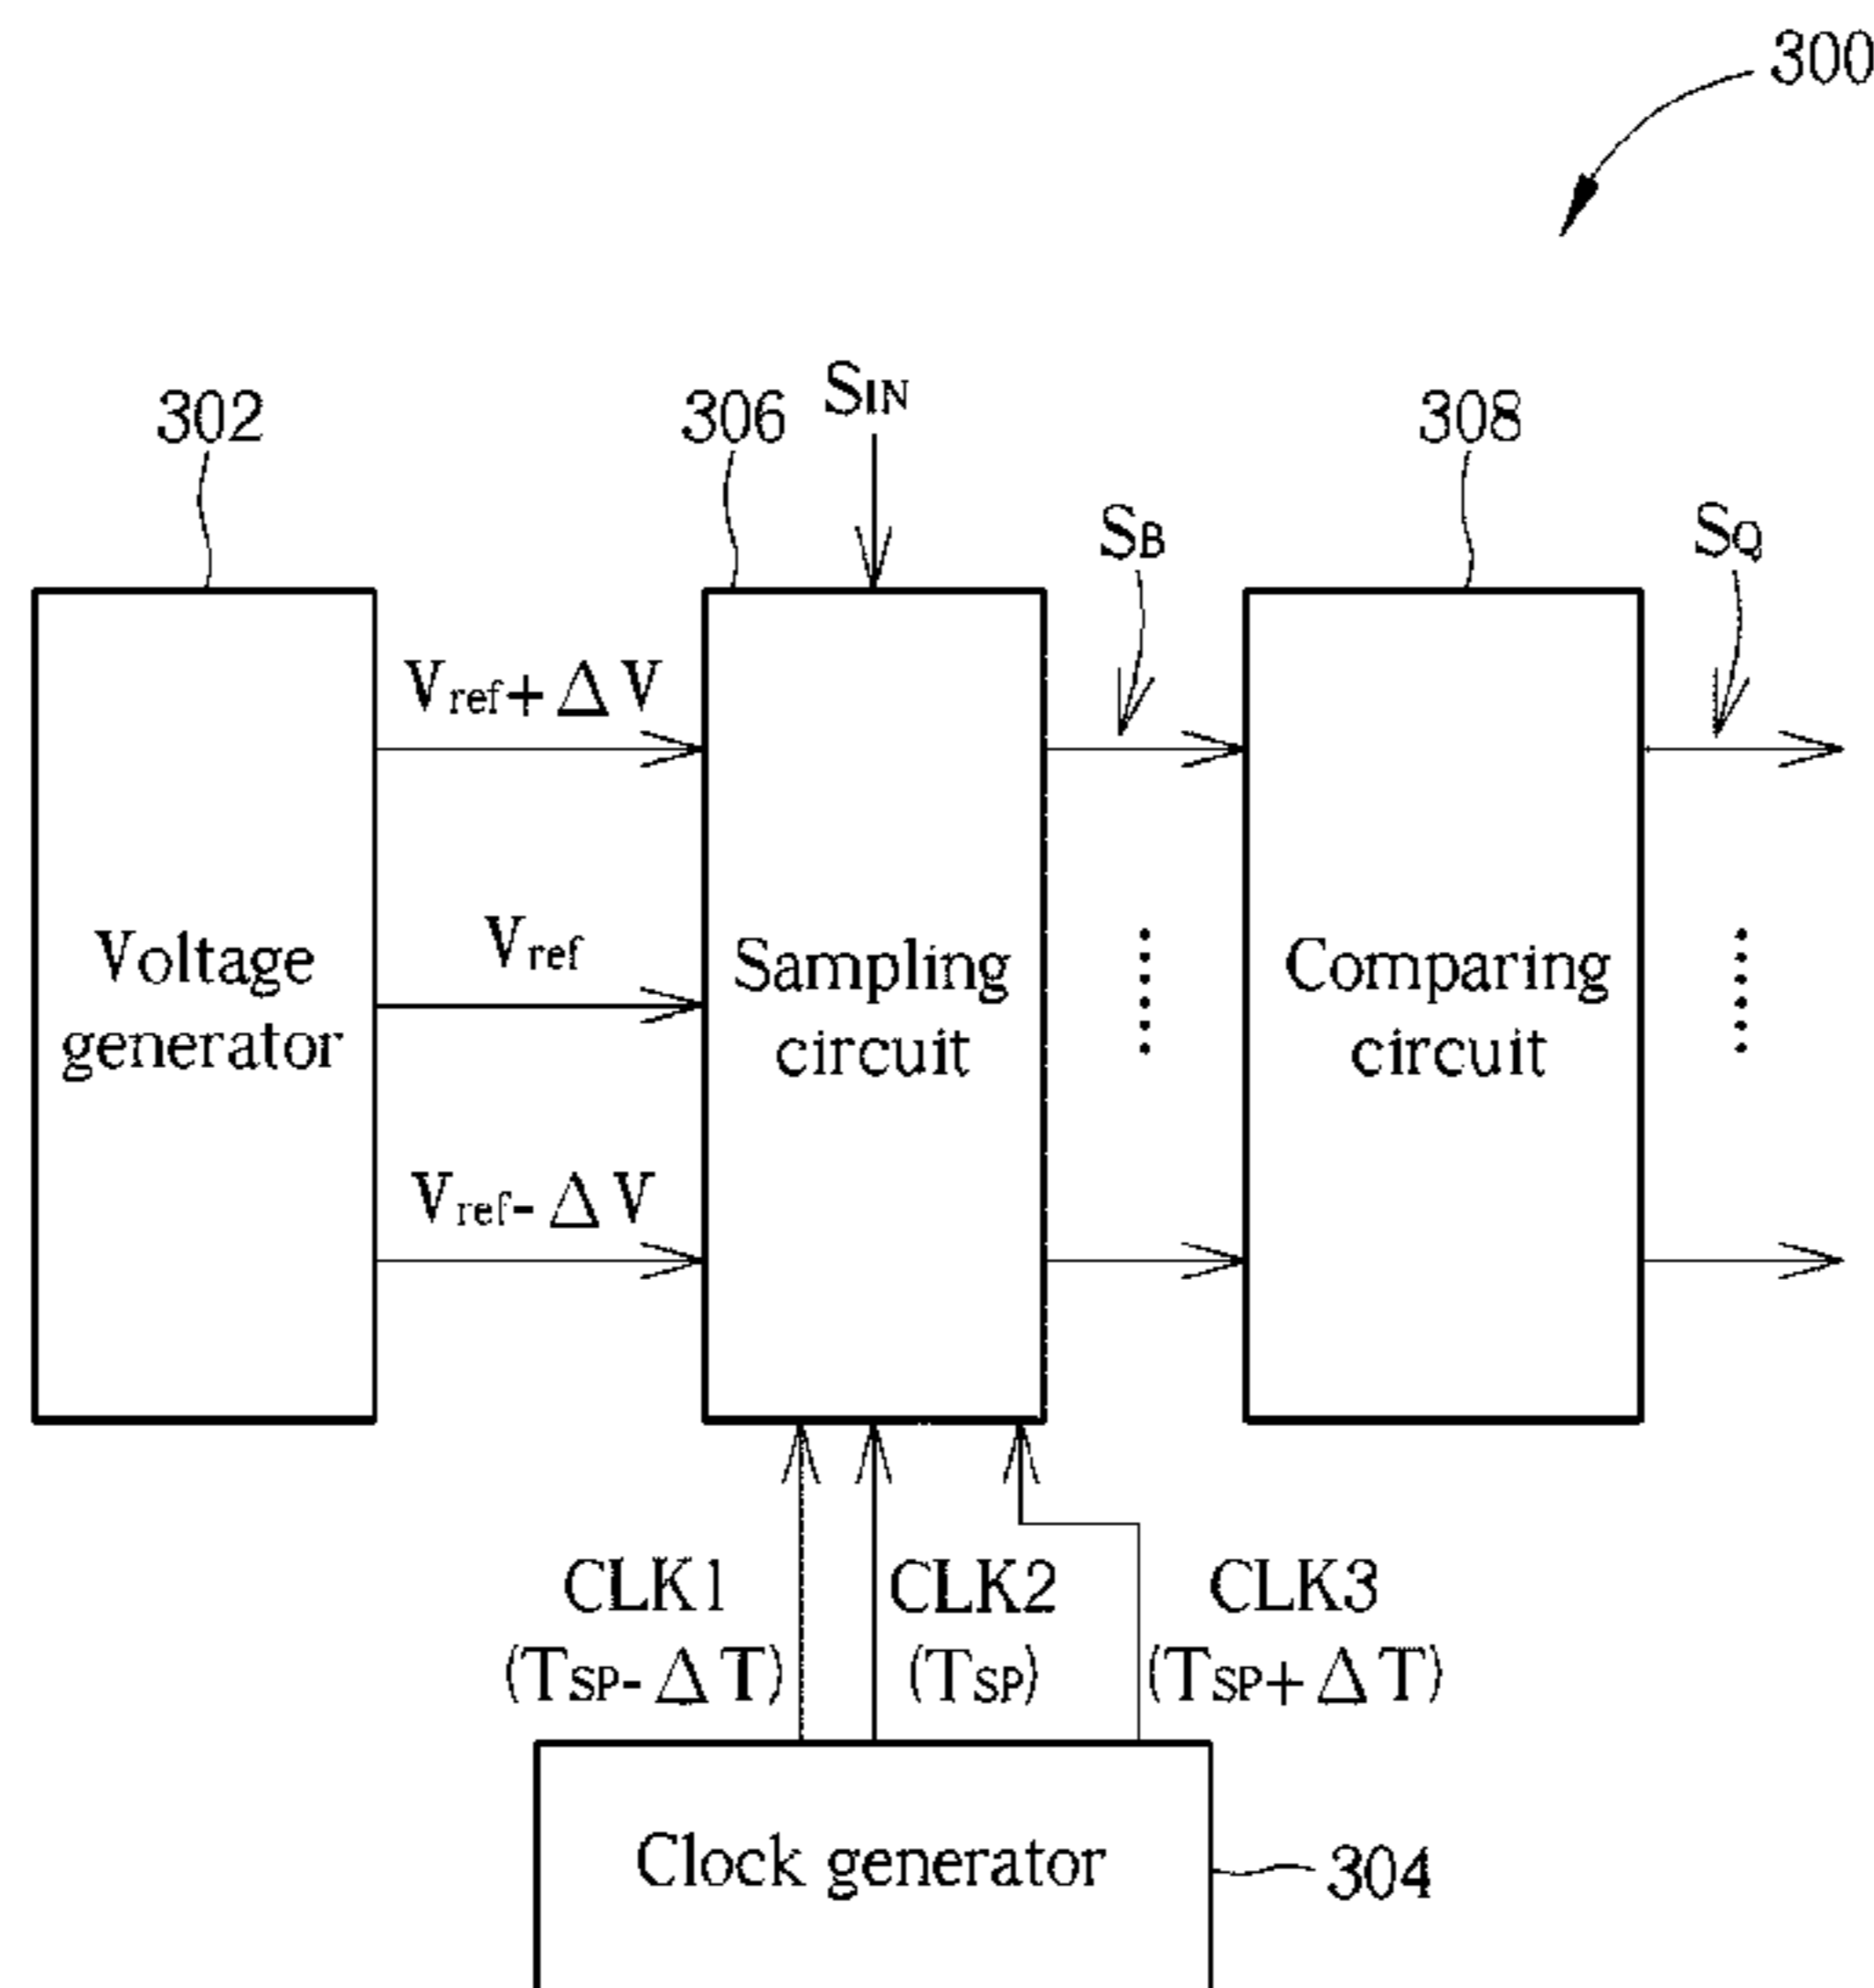 300
302
306
SIN
308
SB
SQ
Vref+ΔV
Vref
Vref-ΔV
Voltage
generator
Sampling
circuit
Comparing
circuit
CLK1
(TSP-ΔT)
CLK2
(TSP)
CLK3
(TSP+ΔT)
Clock generator
304